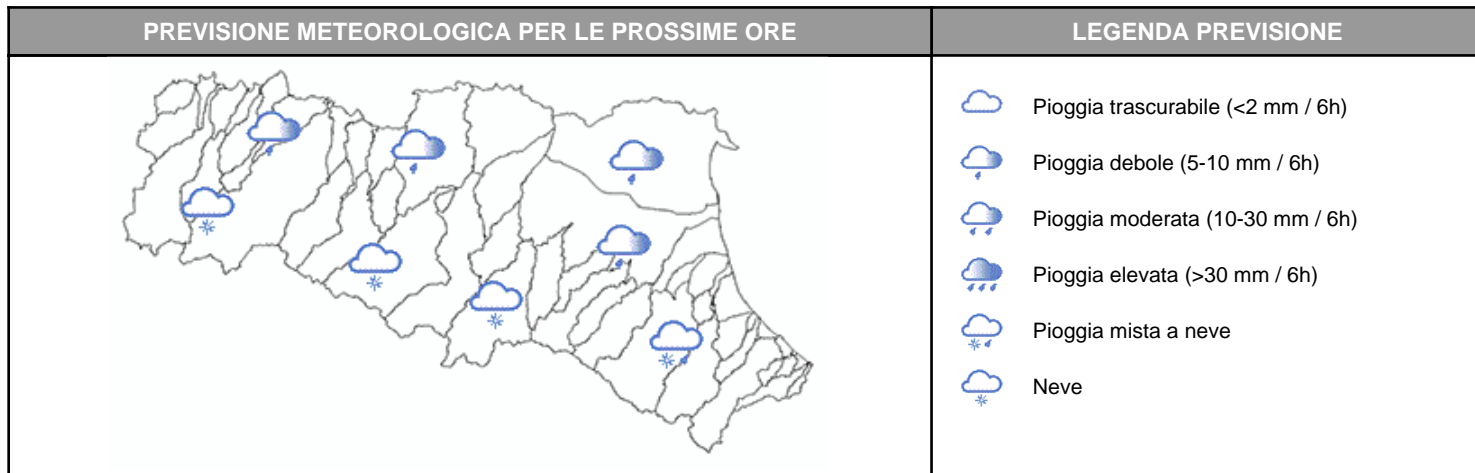 PREVISIONE METEOROLOGICA PER LE PROSSIME ORE
LEGENDA PREVISIONE
Pioggia trascurabile (<2 mm / 6h)
Pioggia debole (5-10 mm / 6h)
Pioggia moderata (10-30 mm / 6h)
Pioggia elevata (>30 mm / 6h)
Pioggia mista a neve
Neve